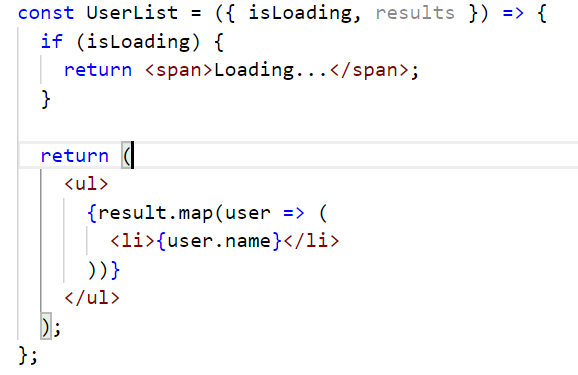 const UserList = ({ isLoading, results }) => {
  if (isLoading) {
    return <span>Loading...</span>;
  }

  return (
    <ul>
      {result.map(user => (
        <li>{user.name}</li>
      ))}
    </ul>
  );
};